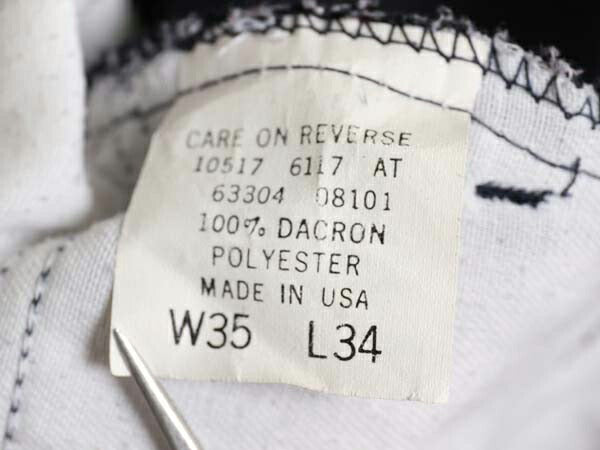 CARE ON REVERSE
10517 6117 AT
63304 08101
100% DACRON
POLYESTER
MADE IN USA
W35 L34